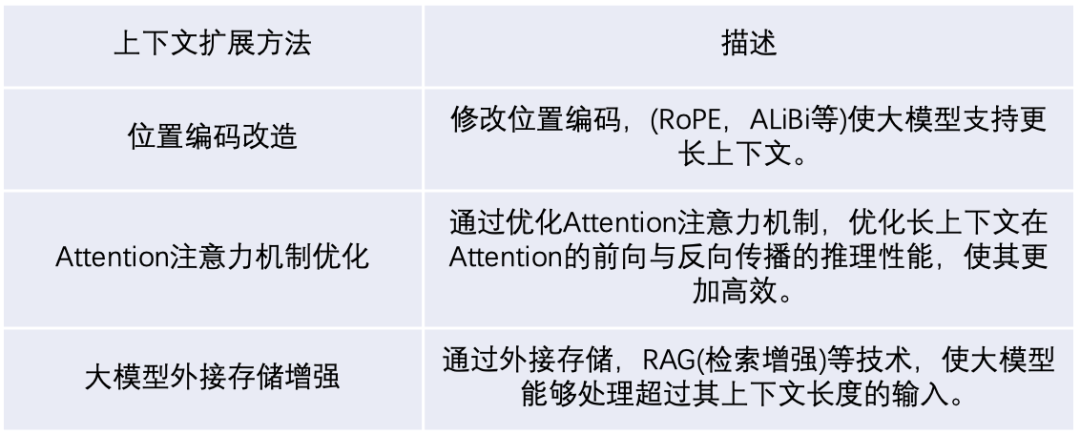 上下文扩展方法
描述
位置编码改造
修改位置编码，(RoPE，ALiBi等)使大模型支持更
长上下文。
Attention注意力机制优化
通过优化Attention注意力机制，优化长上下文在
Attention的前向与反向传播的推理性能，使其更
加高效。
大模型外接存储增强
通过外接存储，RAG(检索增强)等技术，使大模型
能够处理超过其上下文长度的输入。